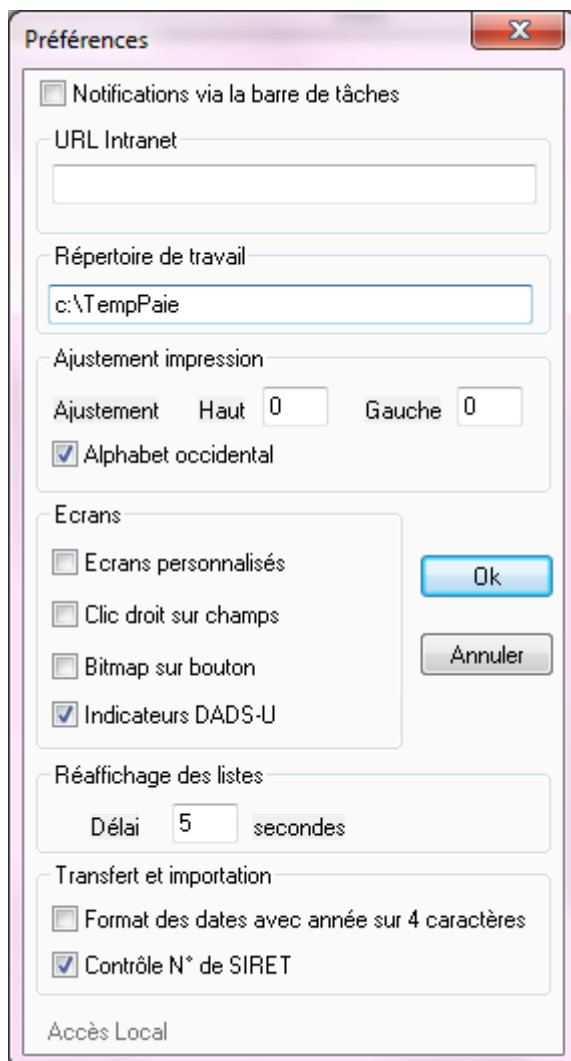 Préférences
Notifications via la barre de tâches
URL Intranet
Répertoire de travail
c:\TempPaie
Ajustement impression
Ajustement Haut 0 Gauche 0
Alphabet occidental
Ecrans
Ecrans personnalisés
Clic droit sur champs
Bitmap sur bouton
Indicateurs DADS-U
Ok
Annuler
Réaffichage des listes
Délai 5 secondes
Transfert et importation
Format des dates avec année sur 4 caractères
Contrôle N° de SIRET
Accès Local